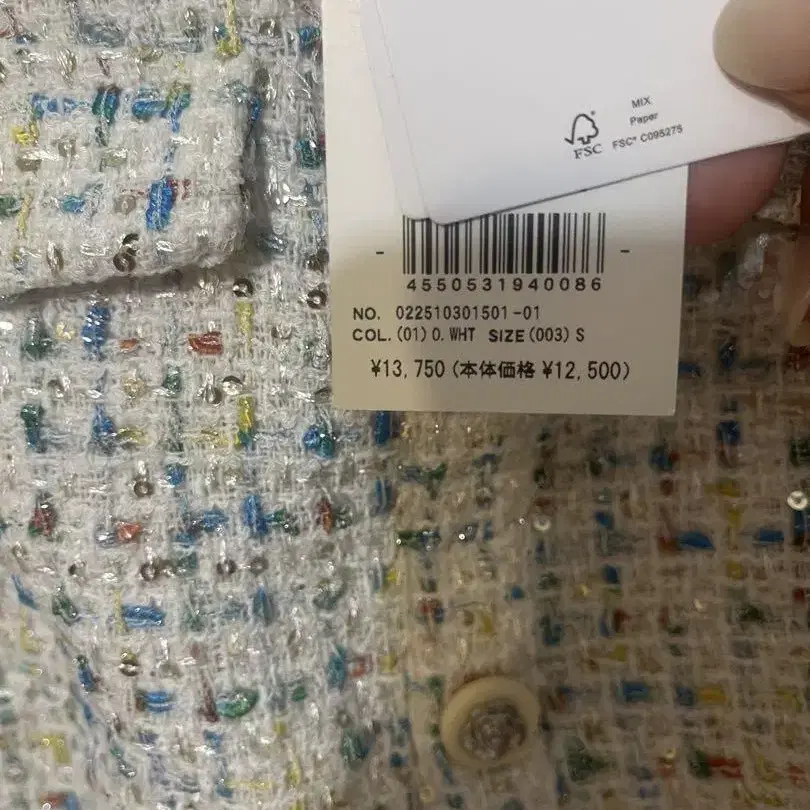 MIX
Paper
FSC FSC® C095275
4550531940086
NO. 022510301501-01
COL.(01)O.WHT SIZE(003)S
¥13,750(本体価格¥12,500)